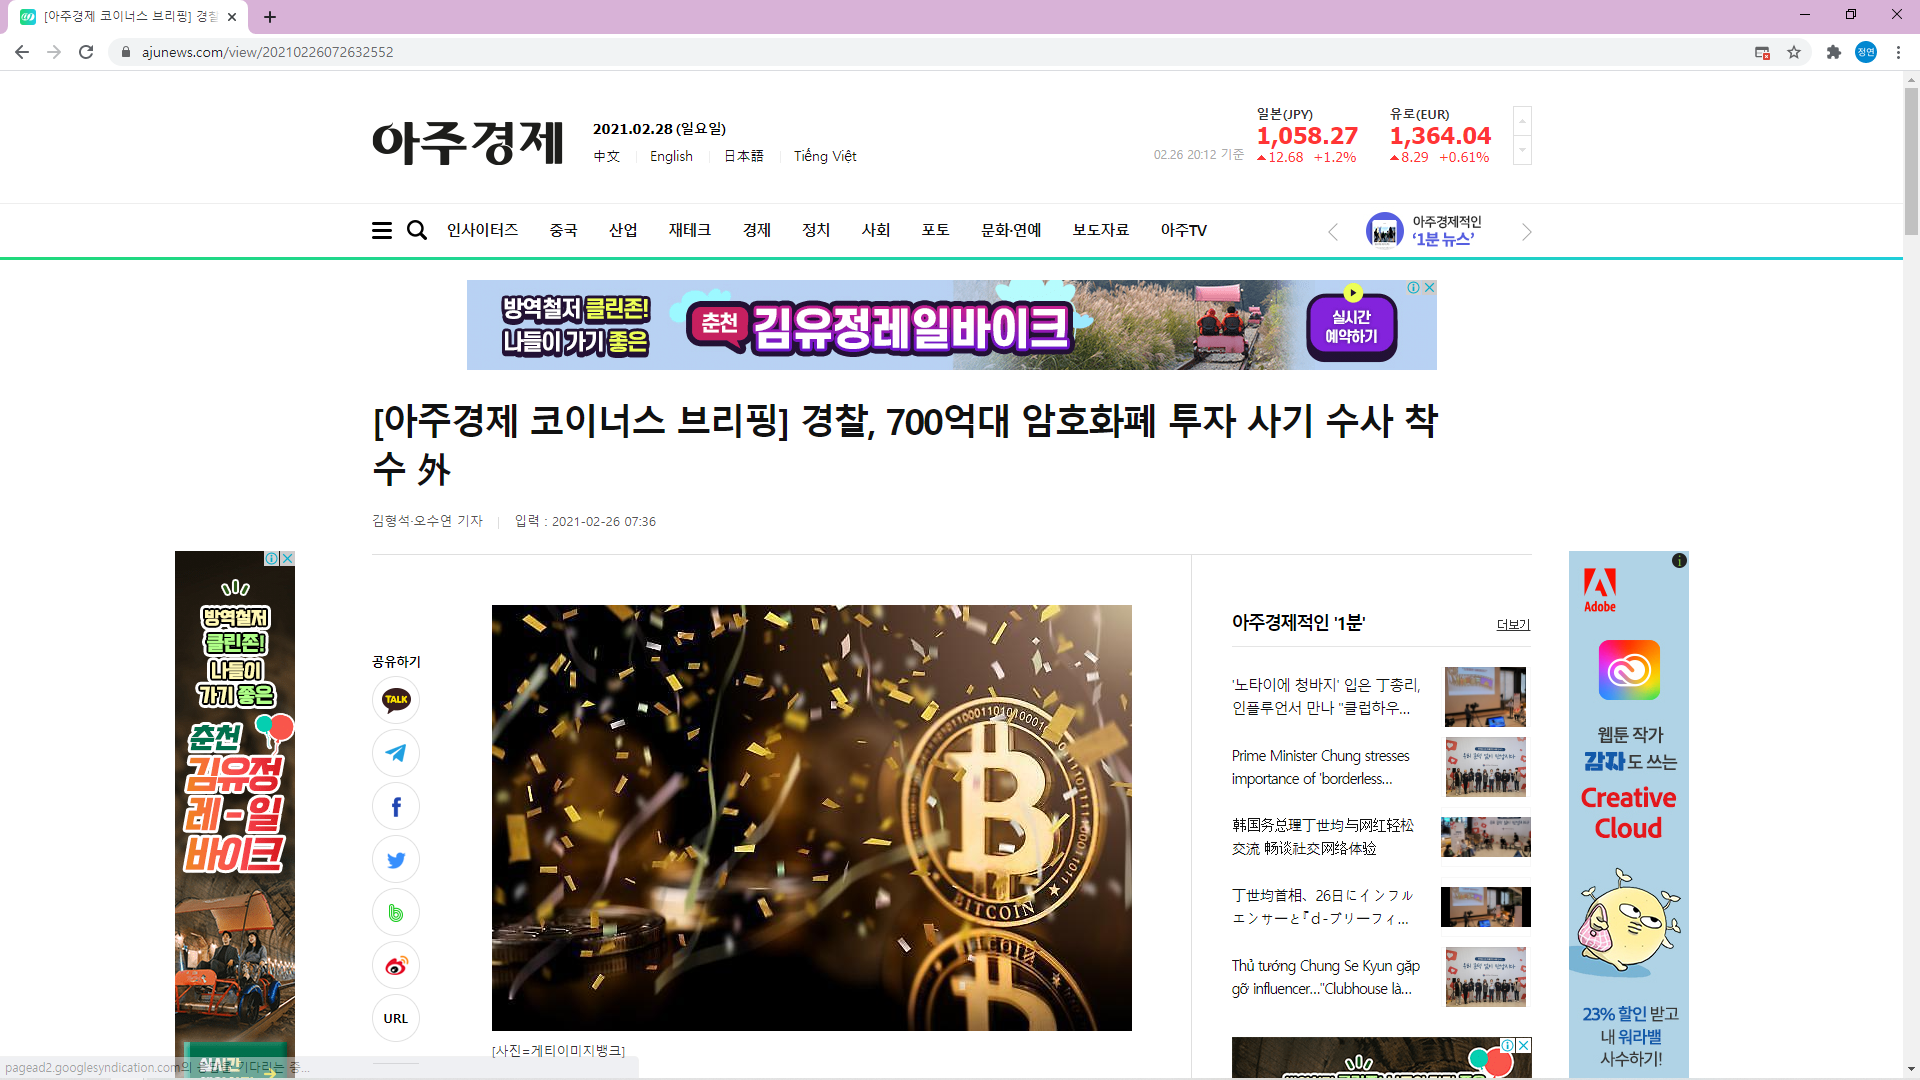 [아주경제 코이너스 브리핑] 경찰
ajunews.com/view/20210226072632552
정연
아주경제
2021.02.28 (일요일)
中文 English 日本語 Tiếng Việt
02.26 20:12 기준
일본(JPY)
1,058.27
12.68 +1.2%
유로(EUR)
1,364.04
8.29 +0.61%
인사이터즈 중국 산업 재테크 경제 정치 사회 포토 문화·연예 보도자료 아주TV
아주경제적인
‘1분 뉴스’
방역철저 클린존!
나들이 가기 좋은
춘천 김유정레일바이크
실시간
예약하기
[아주경제 코이너스 브리핑] 경찰, 700억대 암호화폐 투자 사기 수사 착
수 外
김형석·오수연 기자 입력 : 2021-02-26 07:36
방역철저
클린존!
나들이
가기 좋은
춘천
김유정
레-일
바이크
실시간
공유하기
TALK
URL
1000110101010001
BITCOIN
[사진=게티이미지뱅크]
아주경제적인 '1분'
더보기
'노타이에 청바지' 입은 丁총리,
인플루언서 만나 "클럽하우...
Prime Minister Chung stresses
importance of 'borderless...
韩国务总理丁世均与网红轻松
交流 畅谈社交网络体验
丁世均首相、26日にインフル
エンサーと『ｄ-ブリーフィ...
Thủ tướng Chung Se Kyun gặp
gỡ influencer..."Clubhouse là...
Adobe
웹툰 작가
감자도 쓰는
Creative
Cloud
23% 할인 받고
내 워라밸
사수하기!
pagead2.googlesyndication.com의